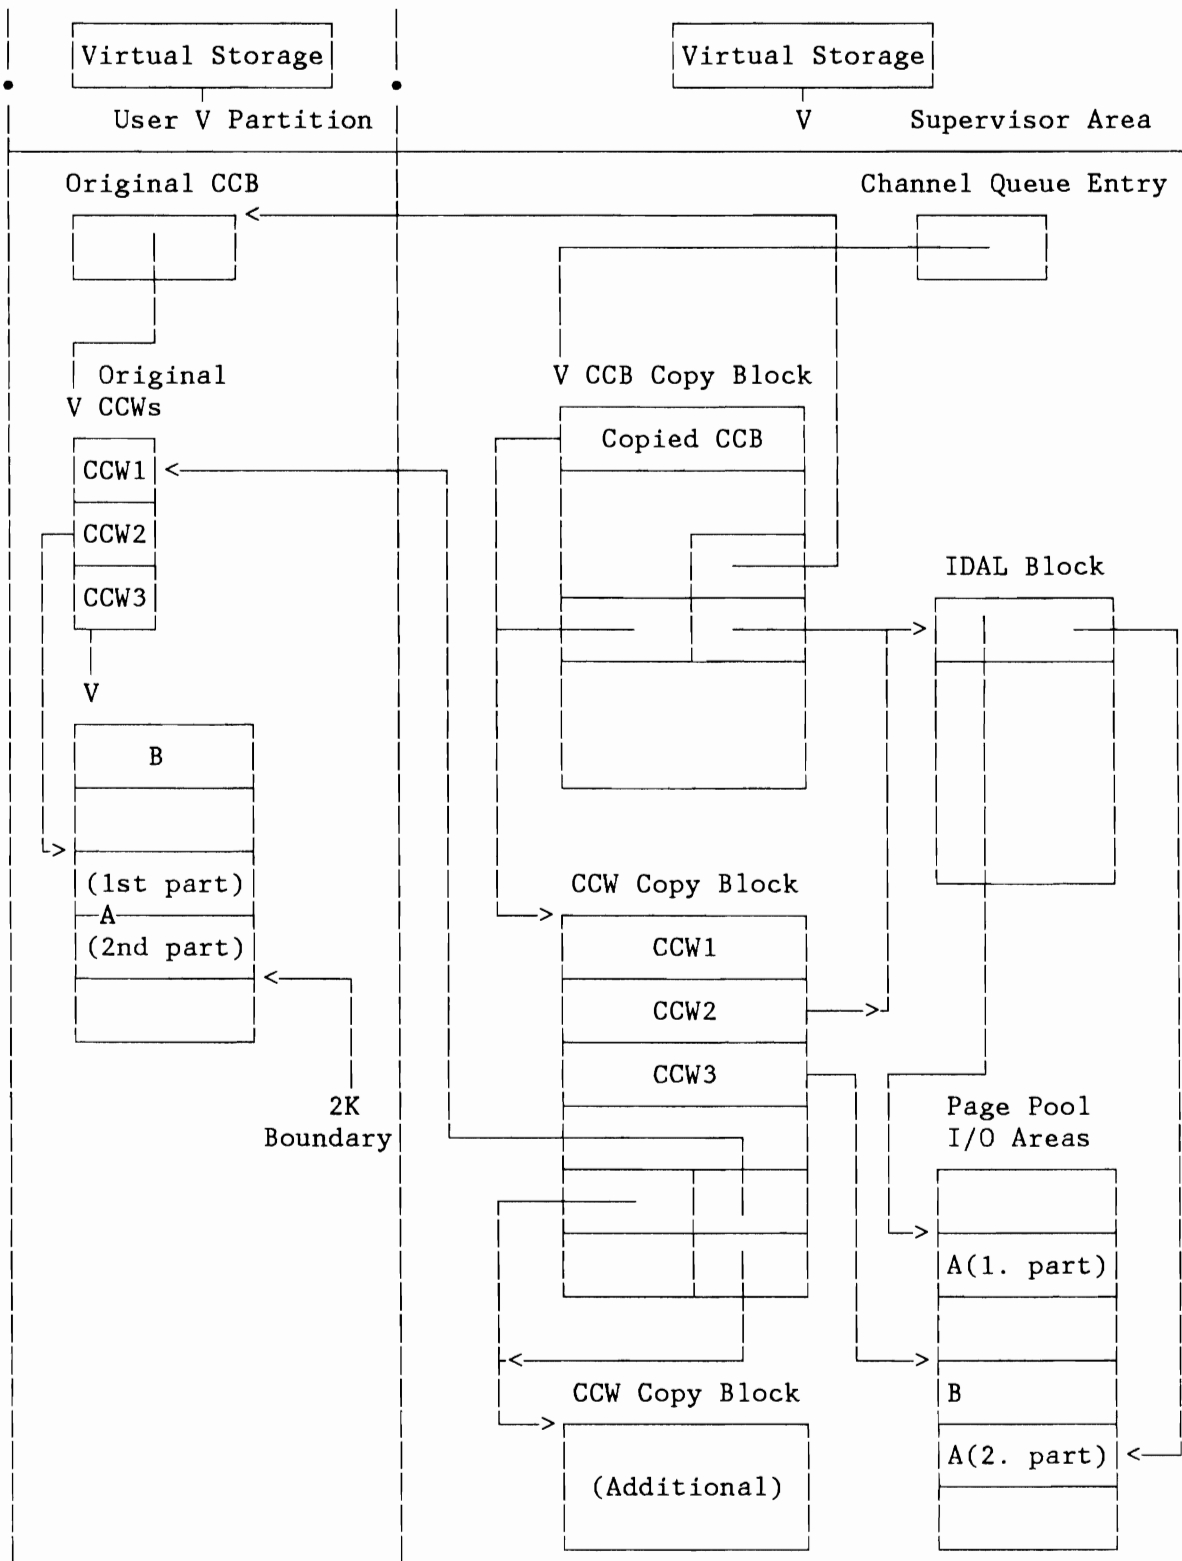 Virtual Storage
Virtual Storage
User V Partition
V
Supervisor Area
Original CCB
Channel Queue Entry
Original
V CCWs
V CCB Copy Block
Copied CCB
CCW1
CCW2
CCW3
IDAL Block
V
B
(1st part)
A
(2nd part)
2K
Boundary
CCW Copy Block
CCW1
CCW2
CCW3
Page Pool
I/O Areas
A(1. part)
B
A(2. part)
CCW Copy Block
(Additional)